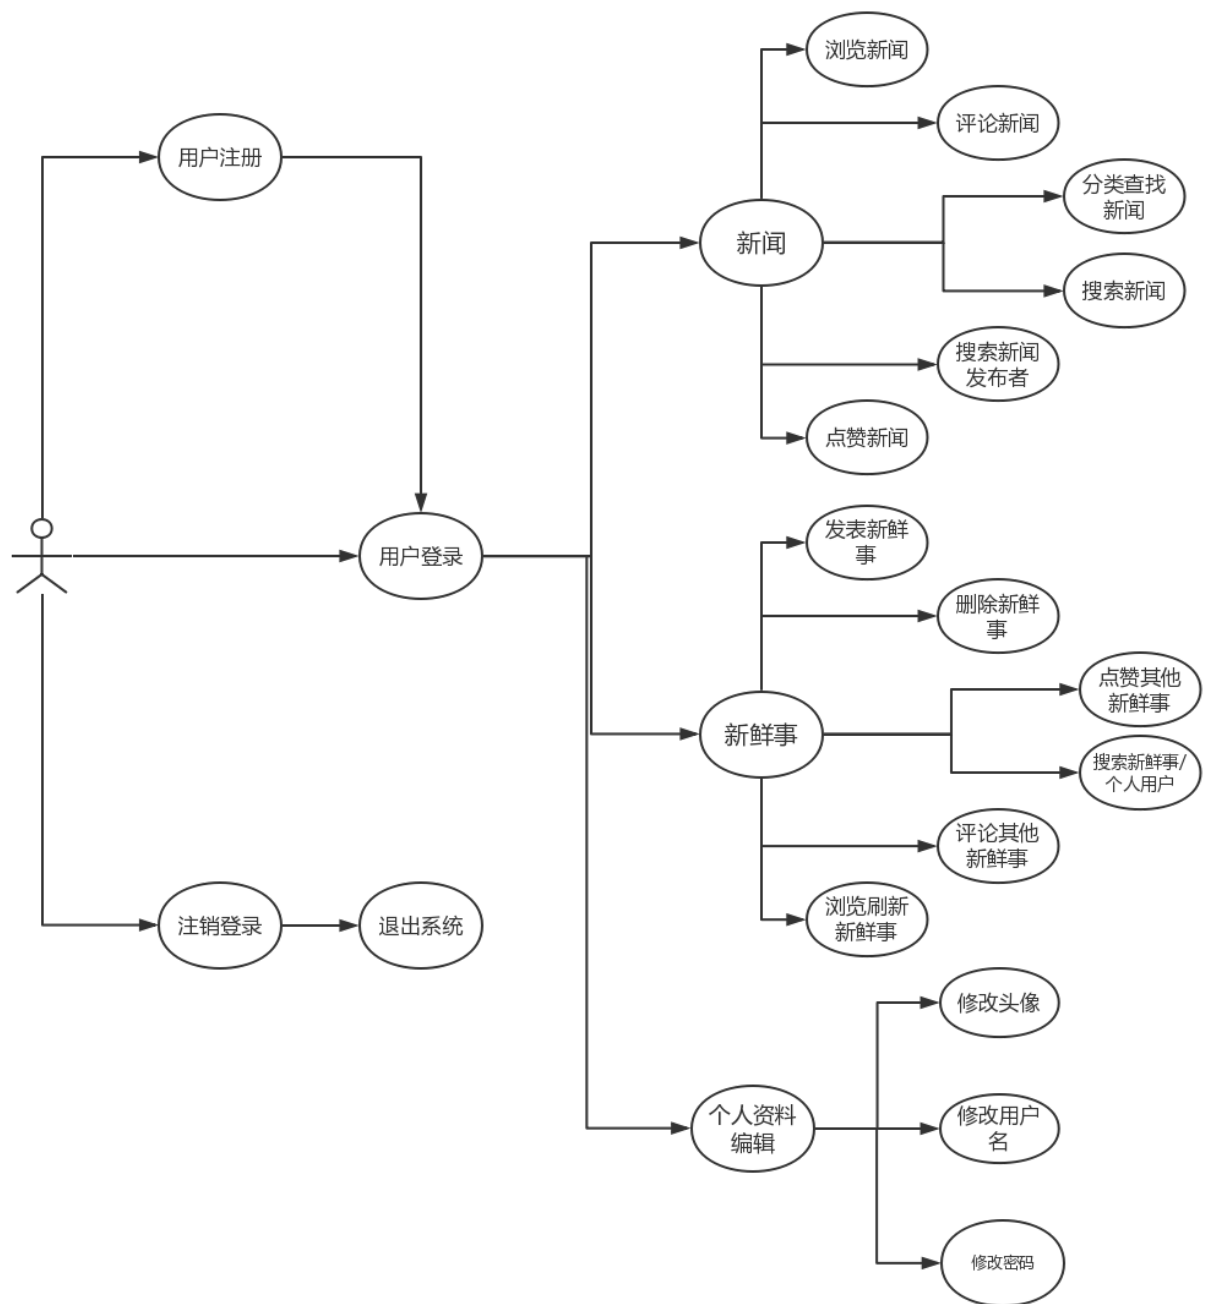 浏览新闻
评论新闻
用户注册
分类查找
新闻
新闻
搜索新闻
搜索新闻
发布者
点赞新闻
发表新鲜
事
用户登录
删除新鲜
事
点赞其他
新鲜事
新鲜事
搜索新鲜事/
个人用户
评论其他
新鲜事
浏览刷新
新鲜事
注销登录
退出系统
修改头像
个人资料
编辑
修改用户
名
修改密码